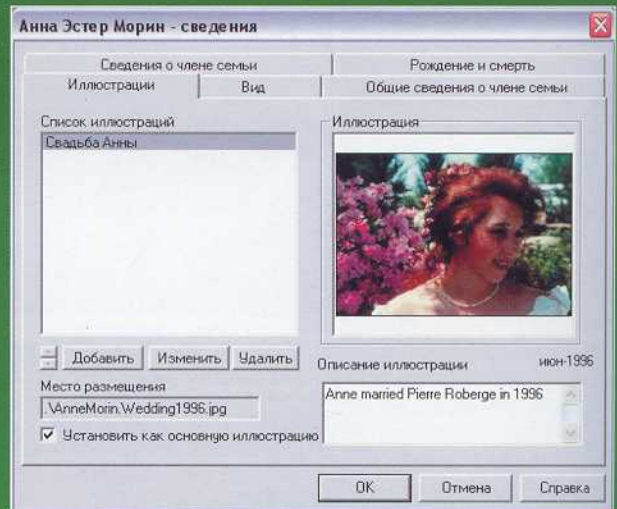 Анна Эстер Морин - сведения
Сведения о члене семьи
Рождение и смерть
Иллюстрации
Вид
Общие сведения о члене семьи
Список иллюстраций
Свадьба Анны
Иллюстрация
Добавить
Изменить
Удалить
Место размещения
.\AnneMorin.Wedding1996.jpg
Установить как основную иллюстрацию
Описание иллюстрации
июн-1996
Anne married Pierre Roberge in 1996
OK
Отмена
Справка